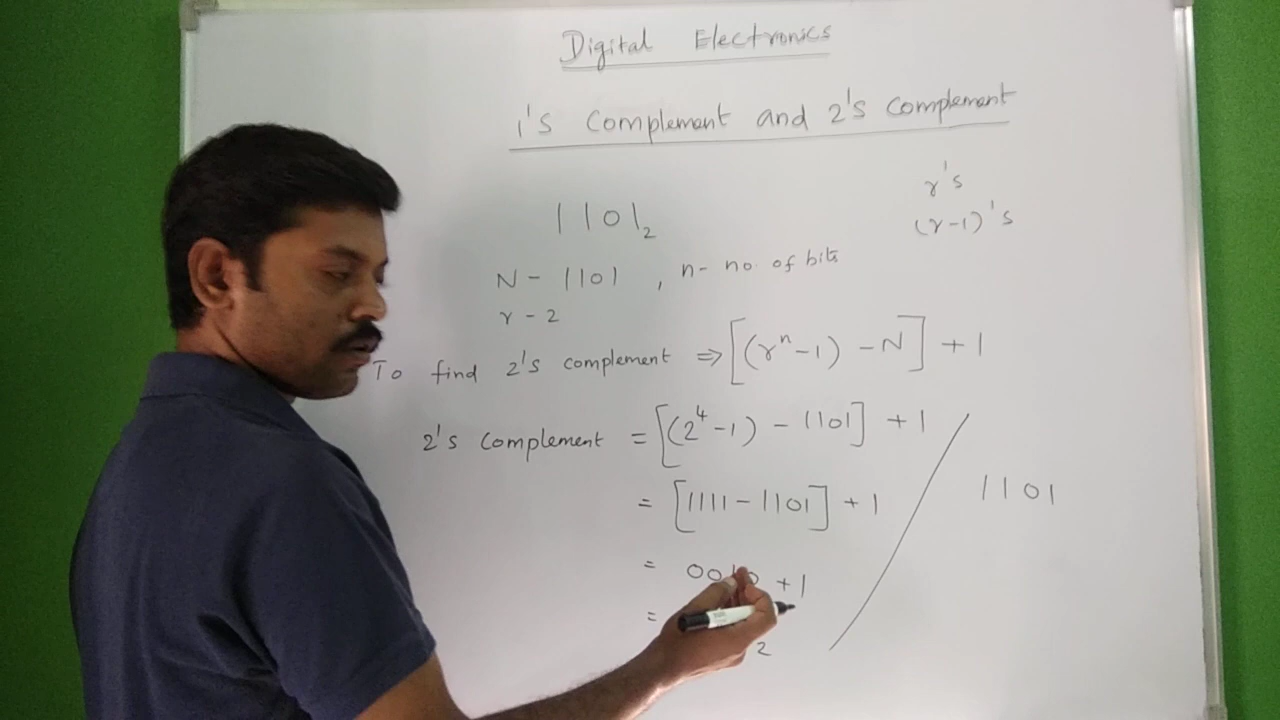 Digital Electronics
1's Complement and 2's Complement
r's
(r-1)'s
1101₂
N - 1101 , n - no. of bits
r - 2
To find 2's complement ⇒ [(rⁿ-1) - N] + 1
2's Complement = [(2⁴-1) - 1101] + 1
= [1111 - 1101] + 1
1101
= 0010 + 1
=
2